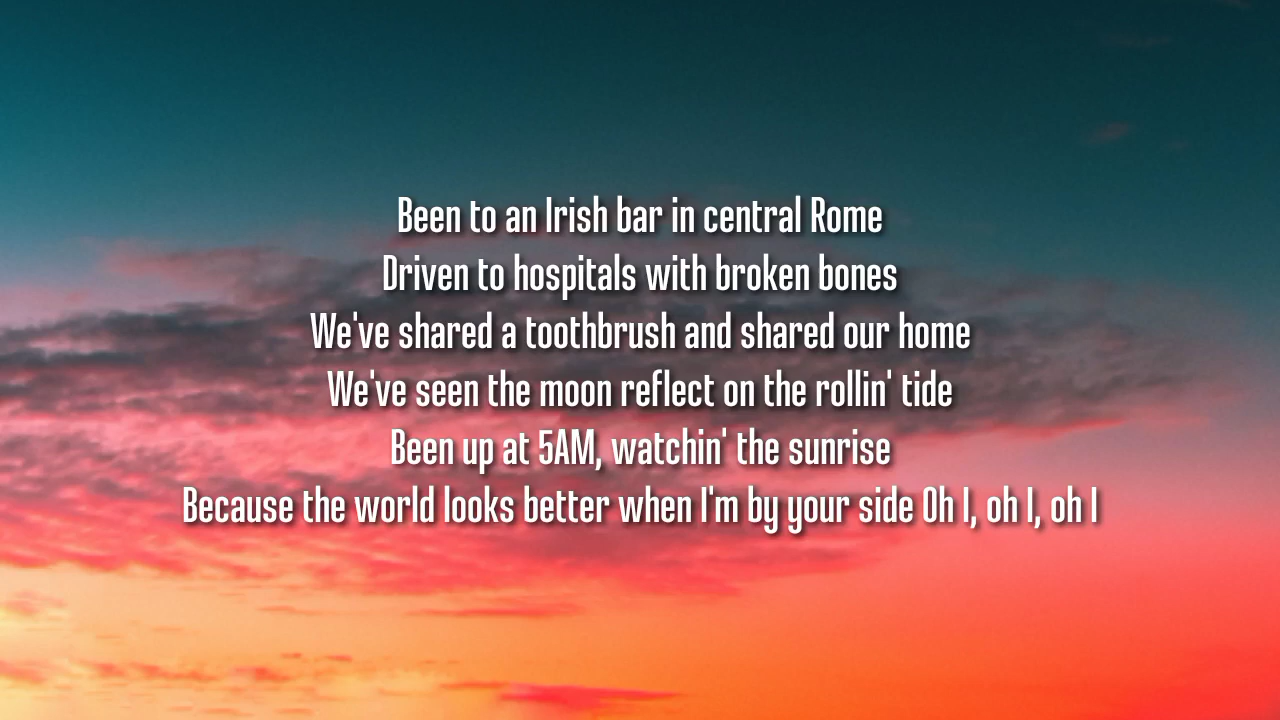 Been to an Irish bar in central Rome
Driven to hospitals with broken bones
We've shared a toothbrush and shared our home
We've seen the moon reflect on the rollin' tide
Been up at 5AM, watchin' the sunrise
Because the world looks better when I'm by your side Oh I, oh I, oh I